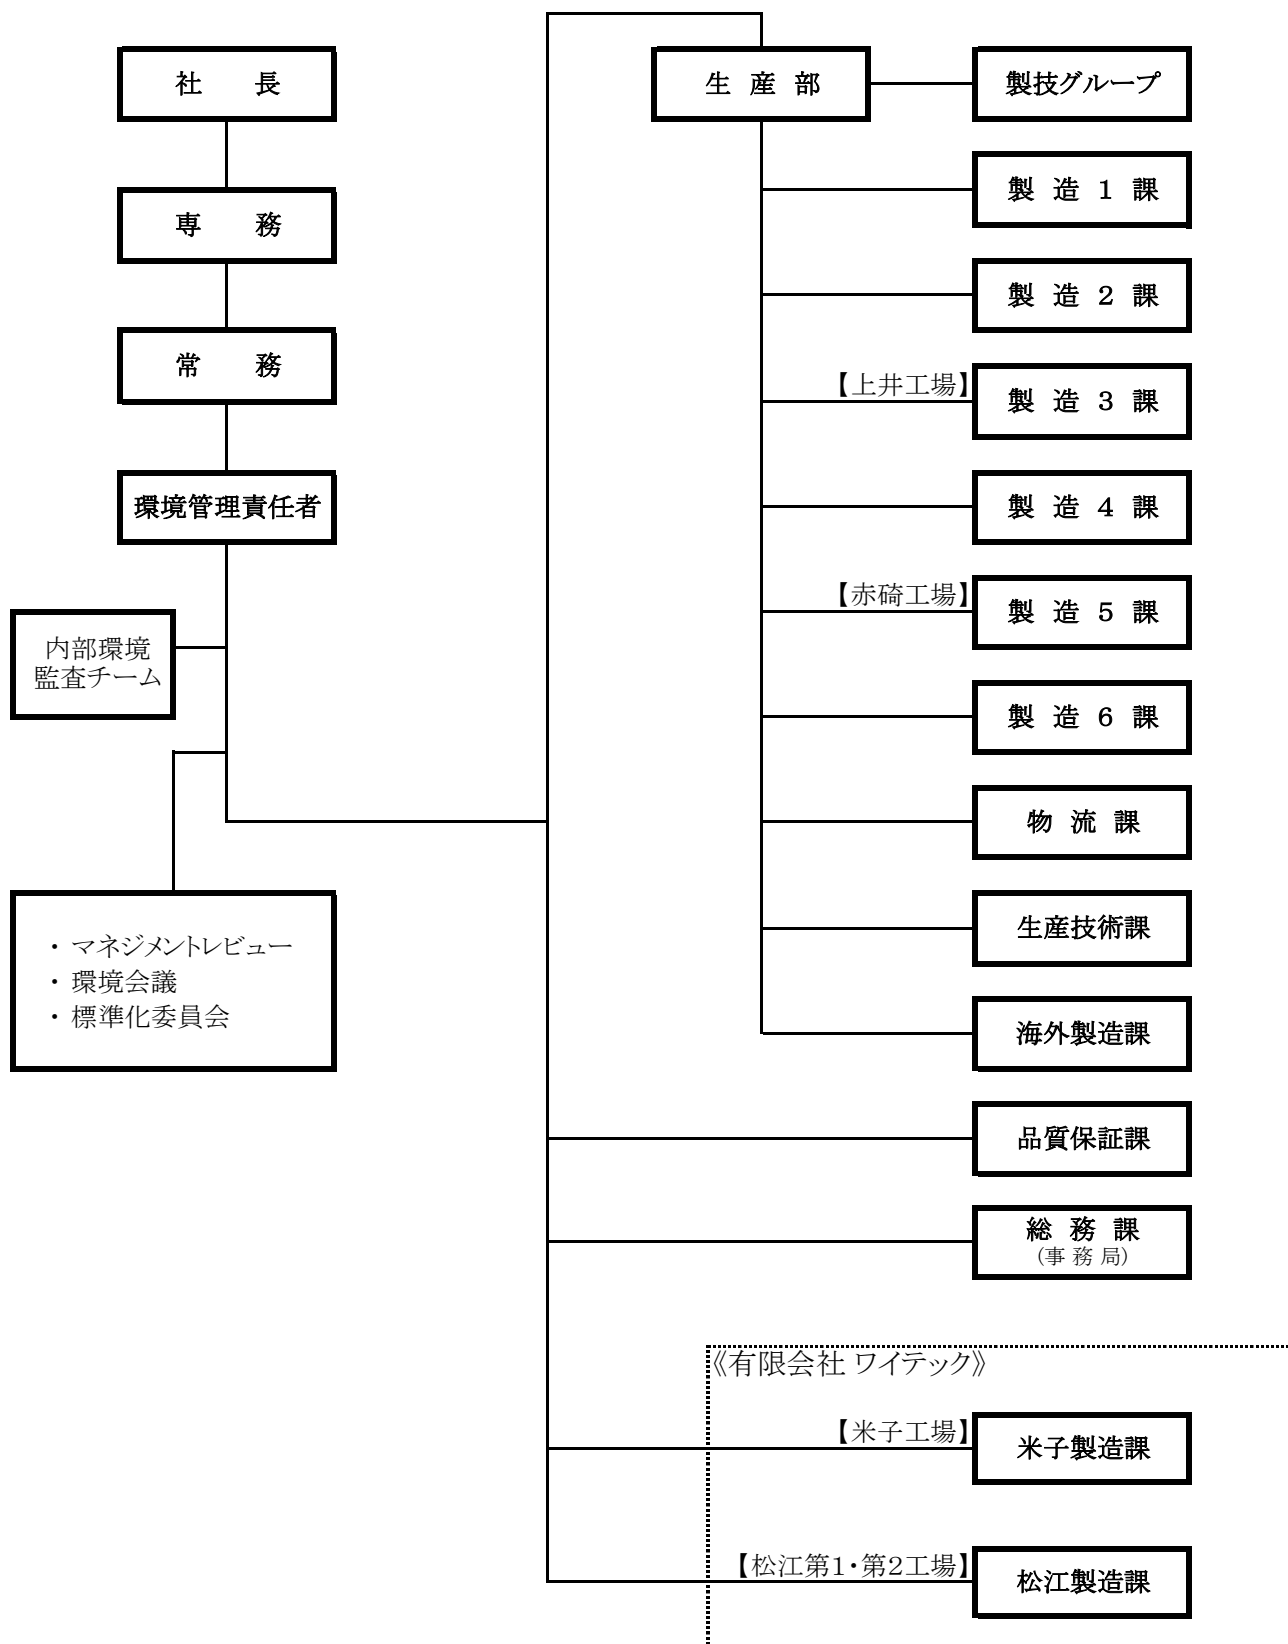 社　　長
専　　務
常　　務
環境管理責任者
内部環境
監査チーム
・ マネジメントレビュー
・ 環境会議
・ 標準化委員会
生 産 部
製技グループ
製 造 1 課
製 造 2 課
【上井工場】
製 造 3 課
製 造 4 課
【赤碕工場】
製 造 5 課
製 造 6 課
物 流 課
生産技術課
海外製造課
品質保証課
総 務 課
(事 務 局)
《有限会社 ワイテック》
【米子工場】
米子製造課
【松江第1・第2工場】
松江製造課